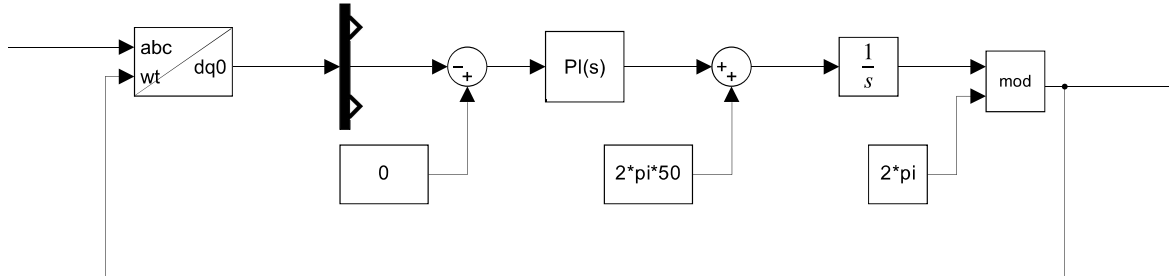 abc
wt
dq0
−
+
PI(s)
+
+
1
s
mod
0
2*pi*50
2*pi